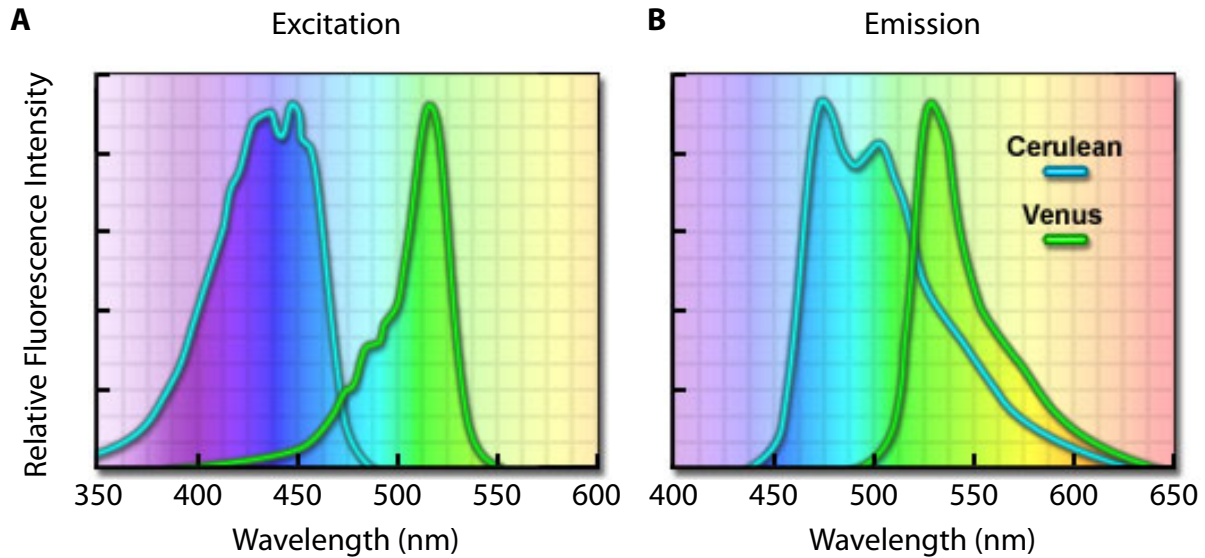 A
Excitation
B
Emission
Relative Fluorescence Intensity
Cerulean
Venus
350 400 450 500 550 600
400 450 500 550 600 650
Wavelength (nm)
Wavelength (nm)